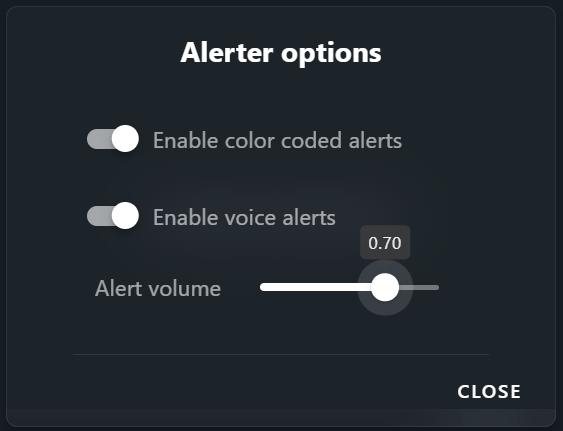 Alerter options
Enable color coded alerts
Enable voice alerts
0.70
Alert volume
CLOSE